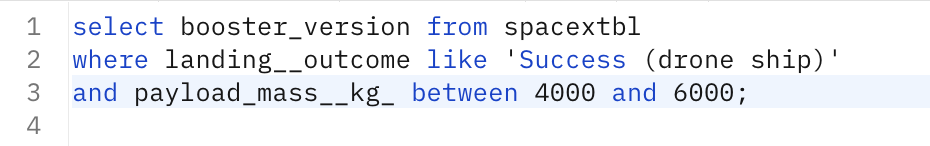 1 select booster_version from spacextbl
2 where landing__outcome like 'Success (drone ship)'
3 and payload_mass__kg_ between 4000 and 6000;
4